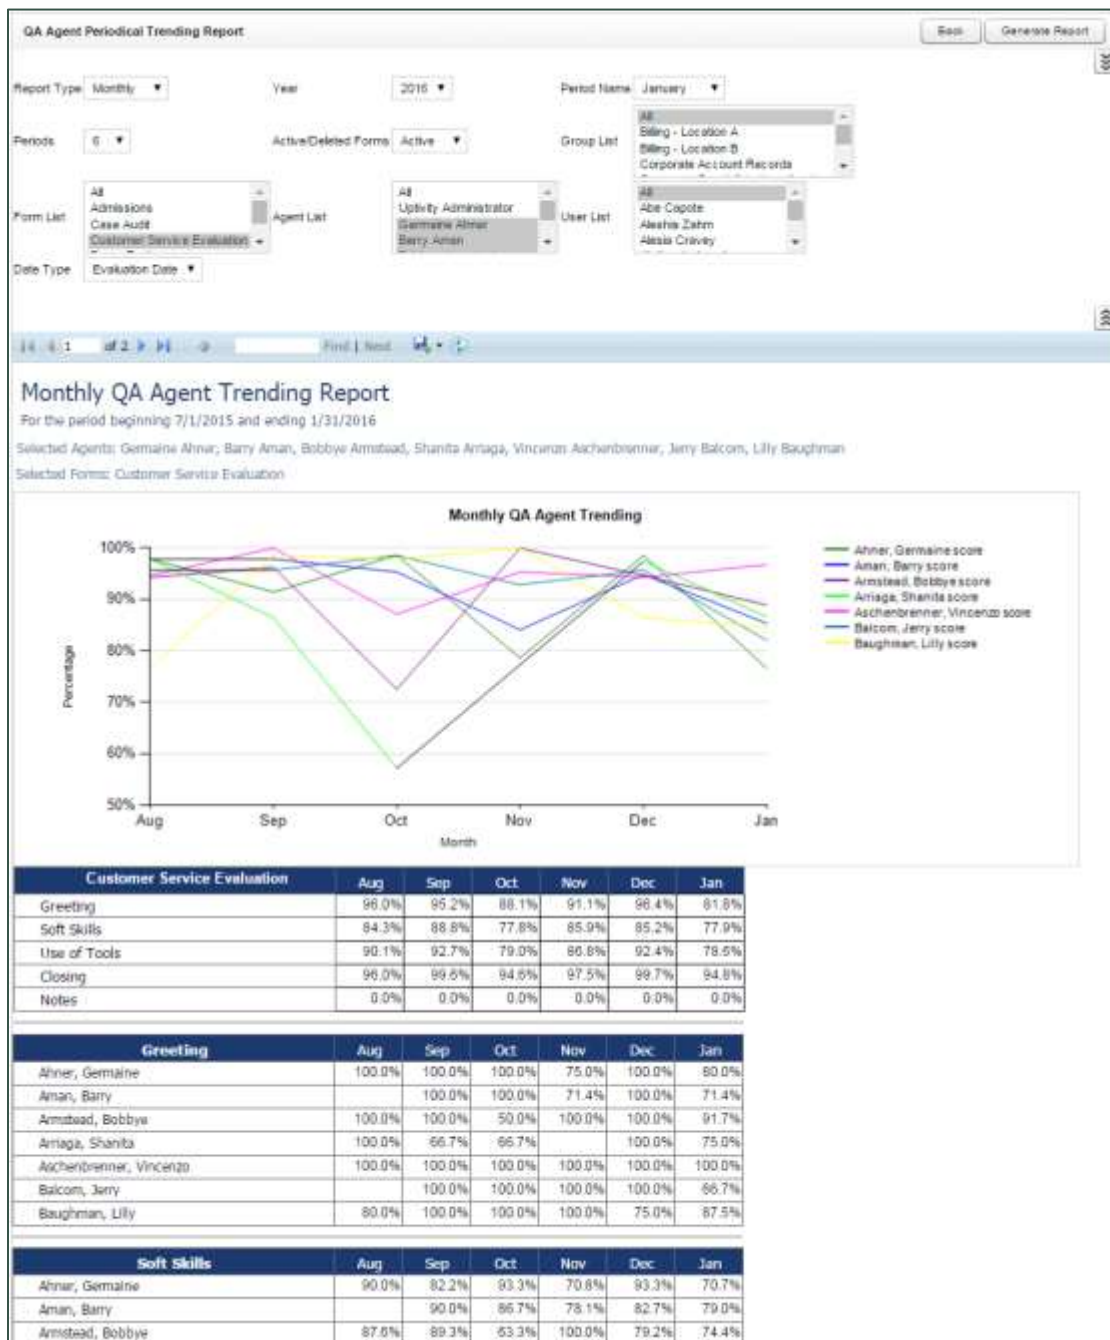 QA Agent Periodical Trending Report Back Generate Report
Report Type Monthly Year 2016 Period Name January
Periods 6 Active/Deleted Forms Active Group List All
Billing - Location A
Billing - Location B
Corporate Account Records
Form List All
Admissions
Case Audit
Customer Service Evaluation
Agent List All
Uptivity Administrator
Germaine Ahner
Barry Aman
User List All
Abe Capote
Aleshia Zahm
Alesia Cravey
Date Type Evaluation Date
1 of 2 Find | Next
Monthly QA Agent Trending Report
For the period beginning 7/1/2015 and ending 1/31/2016
Selected Agents: Germaine Ahner, Barry Aman, Bobbye Armstead, Shanita Arriaga, Vincenzo Aschenbrenner, Jerry Balcom, Lilly Baughman
Selected Forms: Customer Service Evaluation
Monthly QA Agent Trending
100%
90%
80%
70%
60%
50%
Percentage
Aug Sep Oct Nov Dec Jan
Month
Ahner, Germaine score
Aman, Barry score
Armstead, Bobbye score
Arriaga, Shanita score
Aschenbrenner, Vincenzo score
Balcom, Jerry score
Baughman, Lilly score
Customer Service Evaluation Aug Sep Oct Nov Dec Jan
Greeting 96.0% 95.2% 88.1% 91.1% 96.4% 81.8%
Soft Skills 84.3% 88.8% 77.8% 85.9% 85.2% 77.9%
Use of Tools 90.1% 92.7% 79.0% 86.8% 92.4% 78.6%
Closing 96.0% 99.6% 94.6% 97.5% 99.7% 94.8%
Notes 0.0% 0.0% 0.0% 0.0% 0.0% 0.0%
Greeting Aug Sep Oct Nov Dec Jan
Ahner, Germaine 100.0% 100.0% 100.0% 75.0% 100.0% 80.0%
Aman, Barry 100.0% 100.0% 71.4% 100.0% 71.4%
Armstead, Bobbye 100.0% 100.0% 50.0% 100.0% 100.0% 91.7%
Arriaga, Shanita 100.0% 66.7% 66.7% 100.0% 75.0%
Aschenbrenner, Vincenzo 100.0% 100.0% 100.0% 100.0% 100.0% 100.0%
Balcom, Jerry 100.0% 100.0% 100.0% 100.0% 66.7%
Baughman, Lilly 80.0% 100.0% 100.0% 100.0% 75.0% 87.5%
Soft Skills Aug Sep Oct Nov Dec Jan
Ahner, Germaine 90.0% 82.2% 93.3% 70.8% 93.3% 70.7%
Aman, Barry 90.0% 86.7% 78.1% 82.7% 79.0%
Armstead, Bobbye 87.6% 89.3% 53.3% 100.0% 79.2% 74.4%